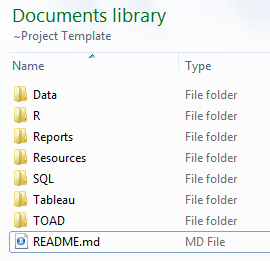 Documents library
~Project Template
Name Type
Data File folder
R File folder
Reports File folder
Resources File folder
SQL File folder
Tableau File folder
TOAD File folder
README.md MD File